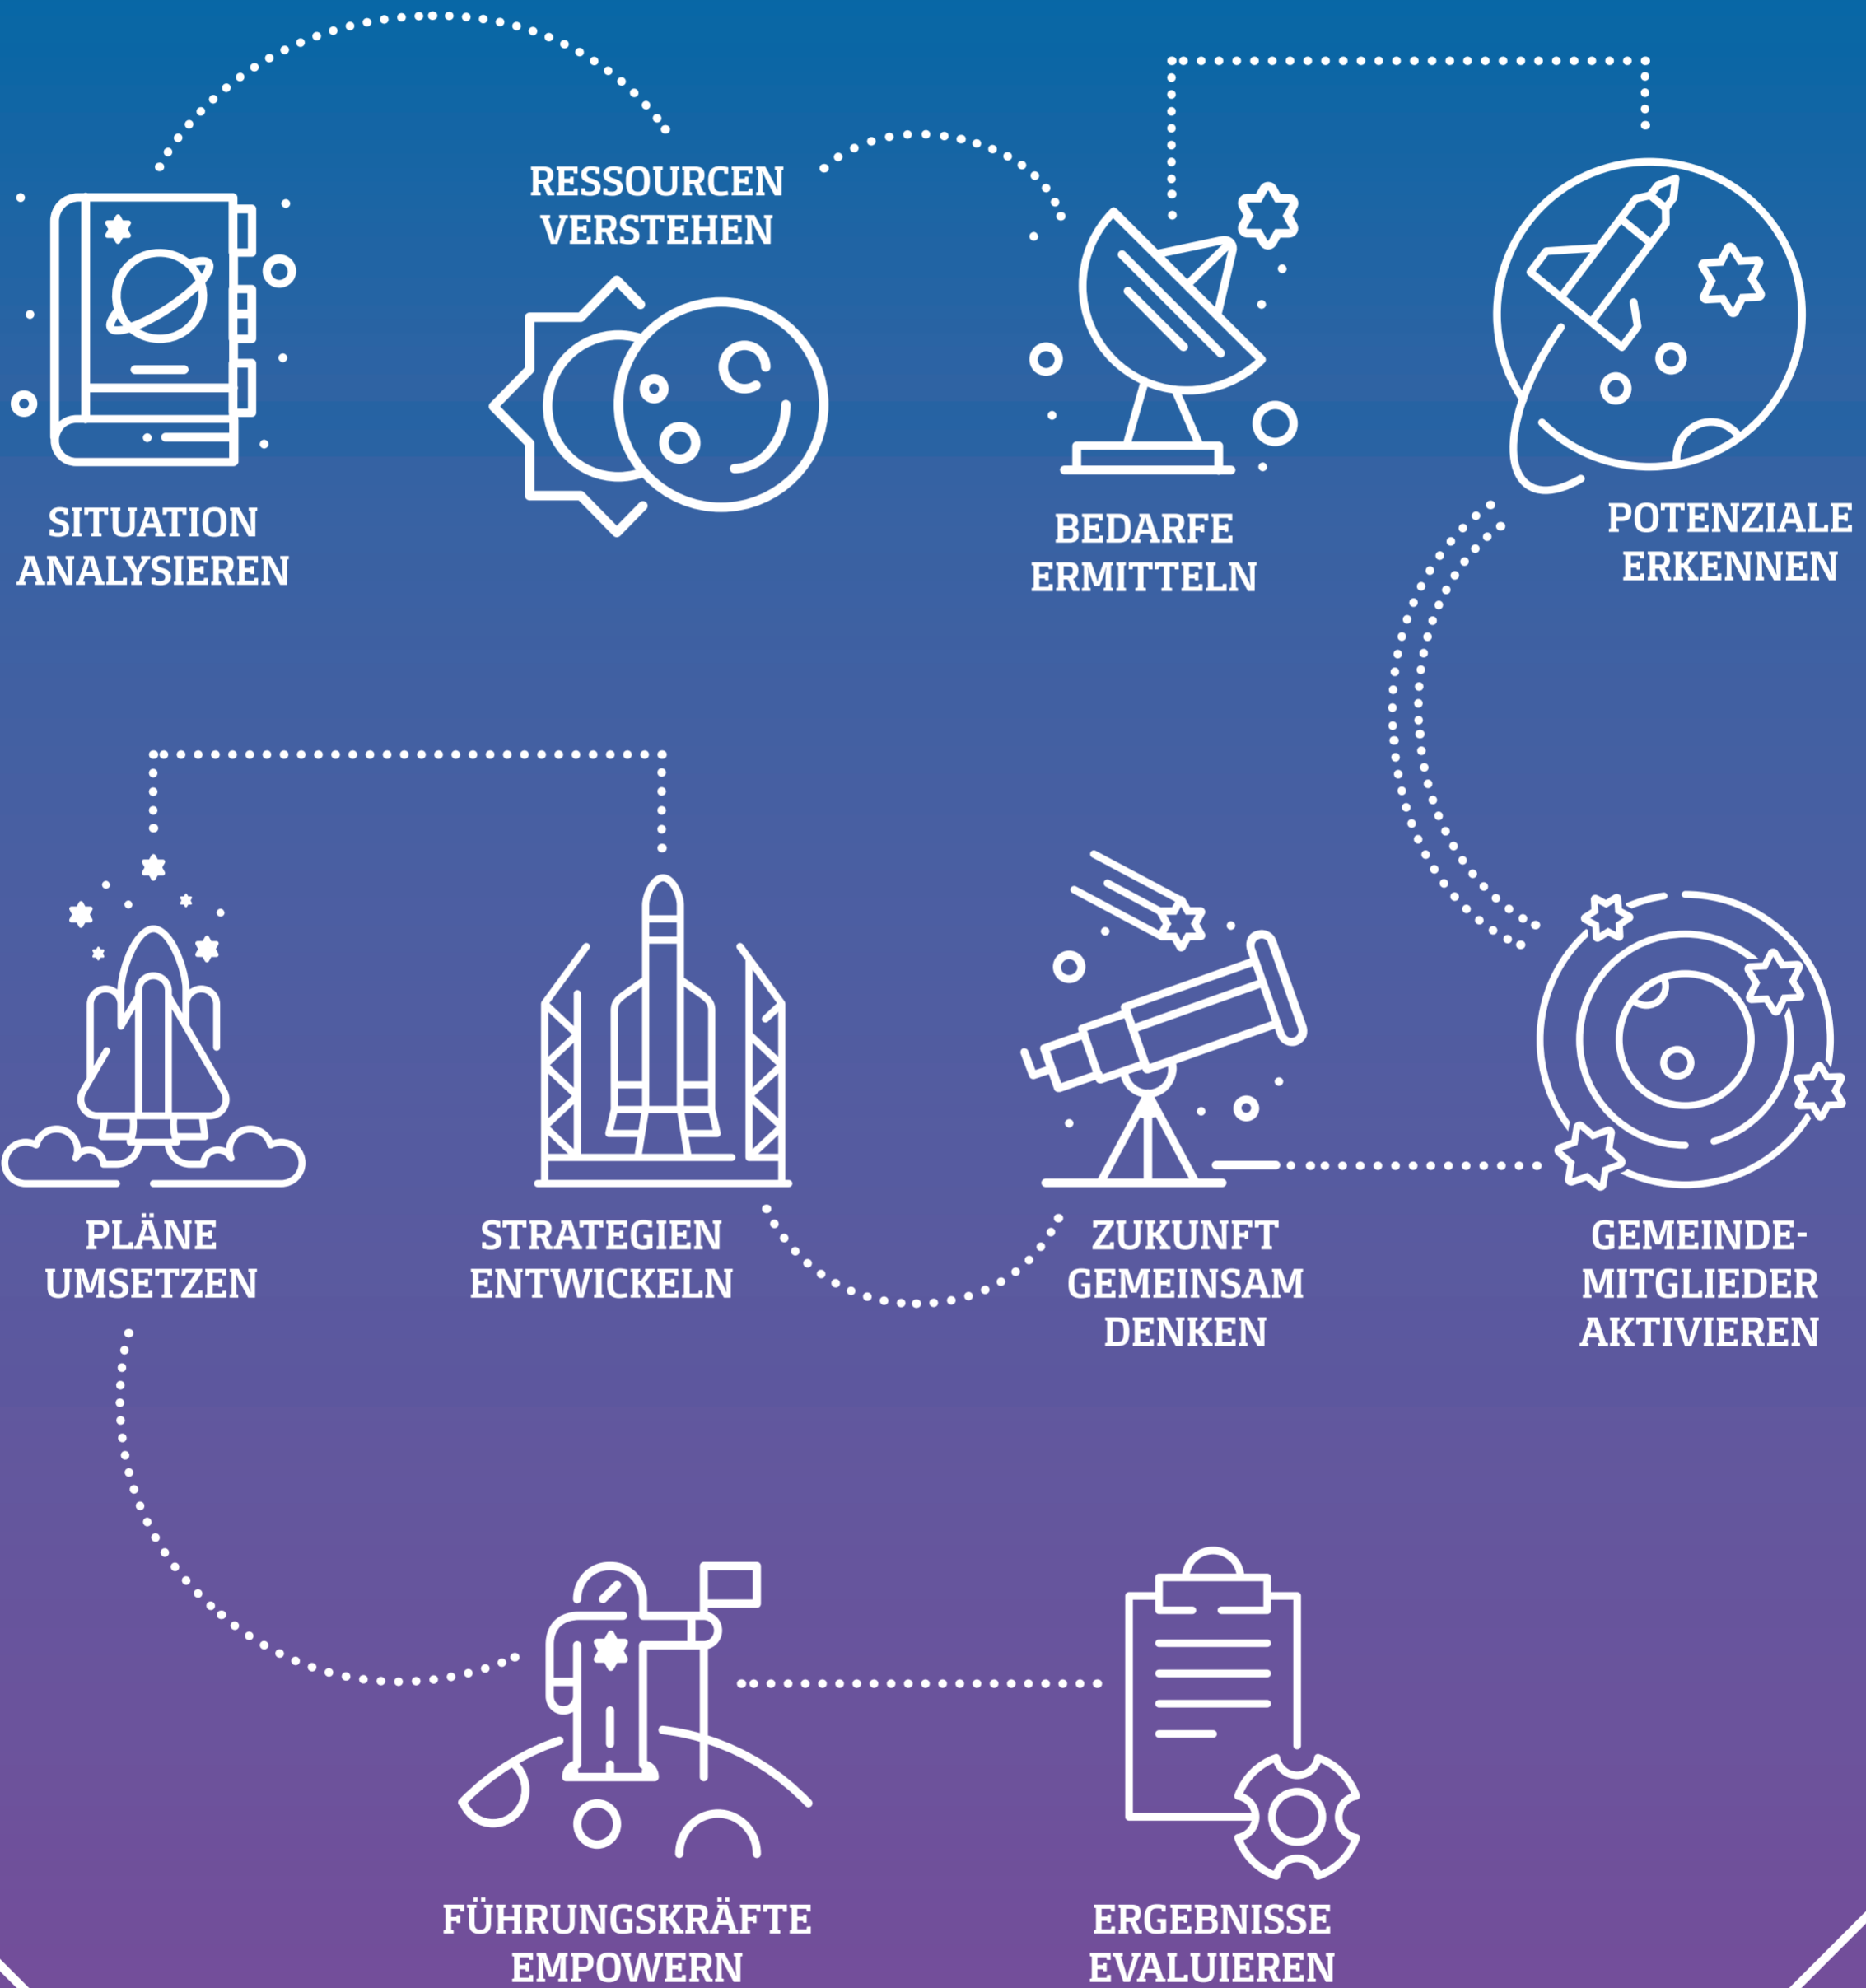 RESSOURCEN
VERSTEHEN
SITUATION
ANALYSIEREN
BEDARFE
ERMITTELN
POTENZIALE
ERKENNEN
PLÄNE
UMSETZEN
STRATEGIEN
ENTWICKELN
ZUKUNFT
GEMEINSAM
DENKEN
GEMEINDE-
MITGLIEDER
AKTIVIEREN
FÜHRUNGSKRÄFTE
EMPOWERN
ERGEBNISSE
EVALUIEREN